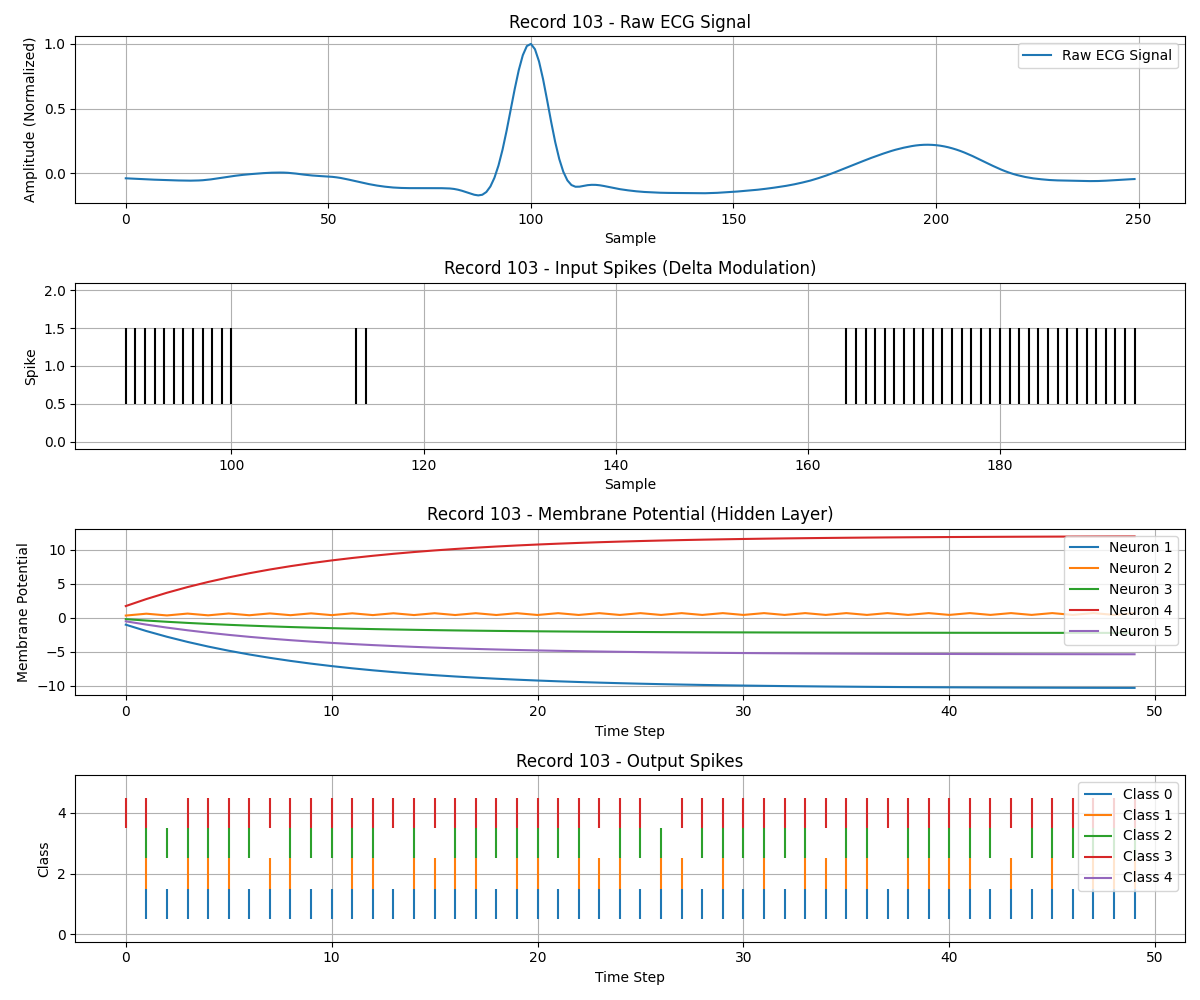 Record 103 - Raw ECG Signal
Amplitude (Normalized)
1.0
0.5
0.0
Raw ECG Signal
0 50 100 150 200 250
Sample
Record 103 - Input Spikes (Delta Modulation)
Spike
2.0
1.5
1.0
0.5
0.0
100 120 140 160 180
Sample
Record 103 - Membrane Potential (Hidden Layer)
Membrane Potential
10
5
0
−5
−10
Neuron 1
Neuron 2
Neuron 3
Neuron 4
Neuron 5
0 10 20 30 40 50
Time Step
Record 103 - Output Spikes
Class
4
2
0
Class 0
Class 1
Class 2
Class 3
Class 4
0 10 20 30 40 50
Time Step